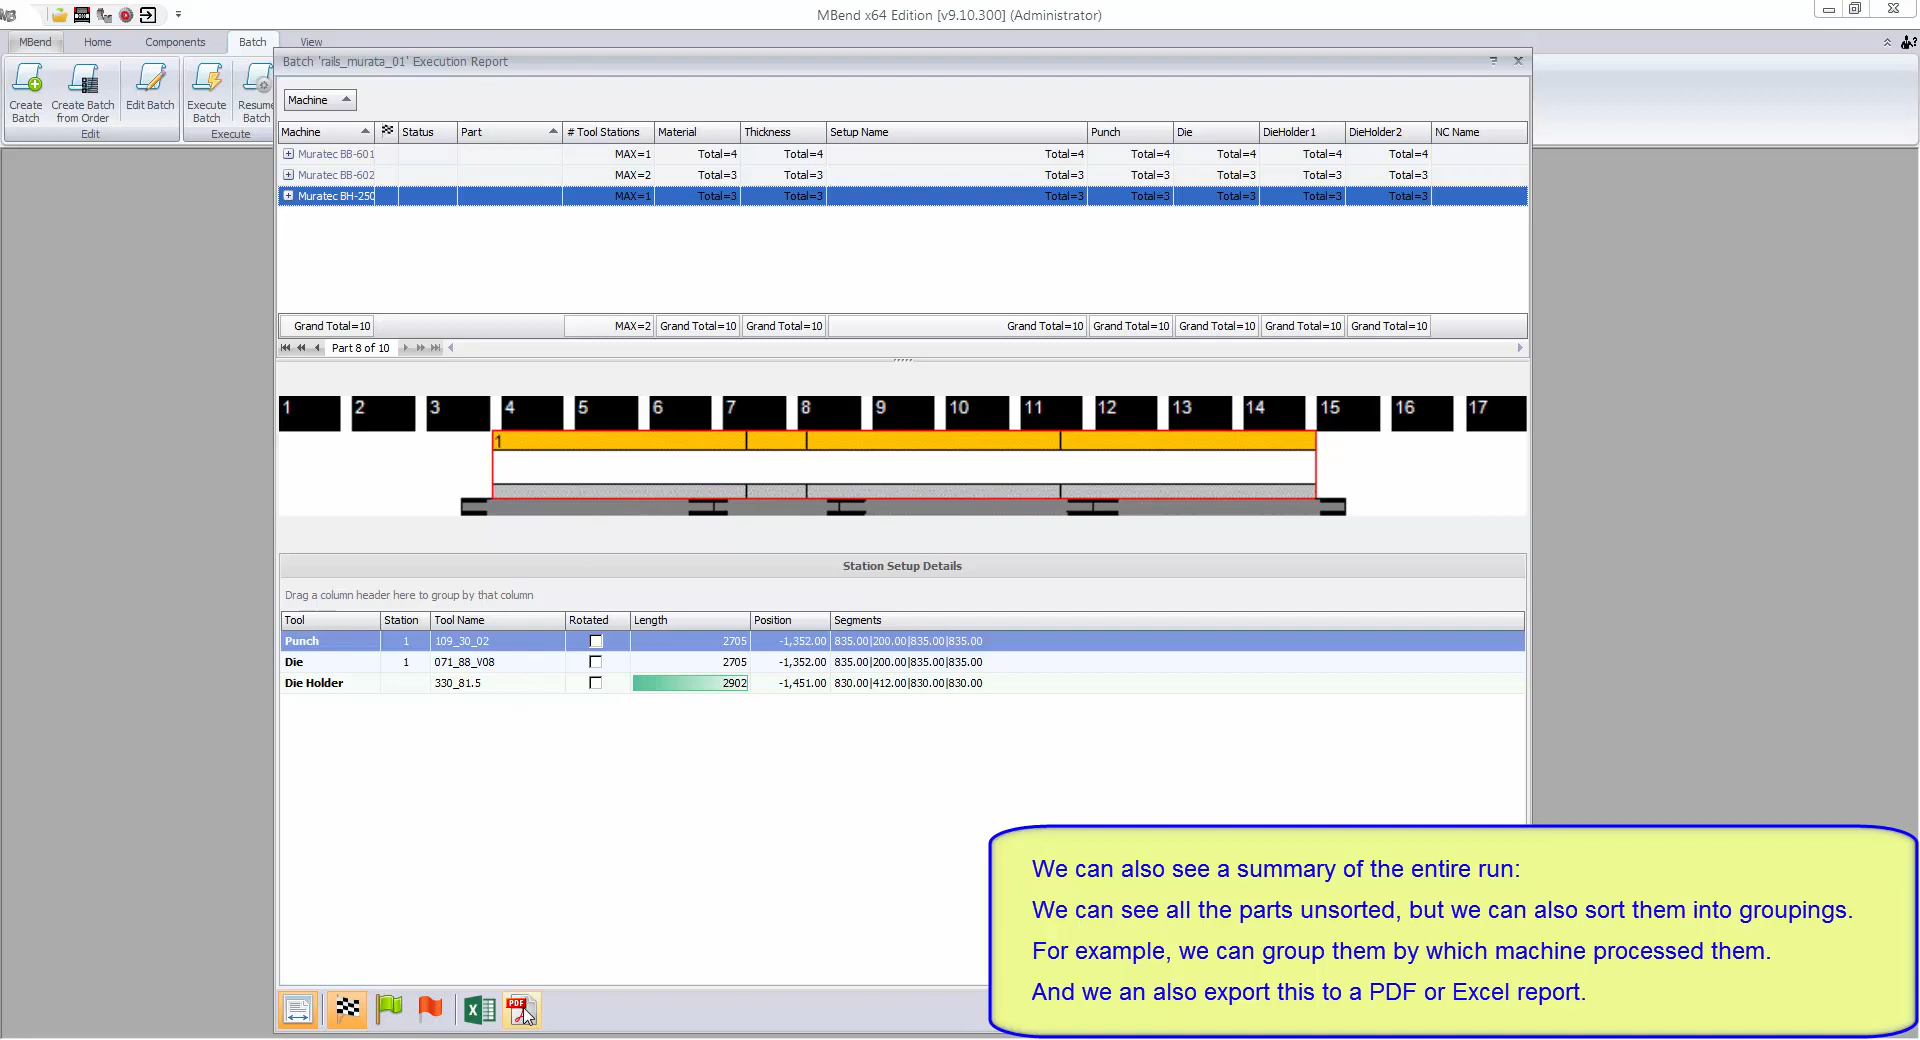 MB
MBend x64 Edition [v9.10.300] (Administrator)
MBend Home Components Batch View
Create Batch
Create Batch from Order
Edit Batch
Execute Batch
Resume Batch
Edit Execute
Batch 'rails_murata_01' Execution Report
Machine
Machine Status Part # Tool Stations Material Thickness Setup Name Punch Die DieHolder1 DieHolder2 NC Name
Muratec BB-601 MAX=1 Total=4 Total=4 Total=4 Total=4 Total=4 Total=4 Total=4
Muratec BB-602 MAX=2 Total=3 Total=3 Total=3 Total=3 Total=3 Total=3 Total=3
Muratec BH-250 MAX=1 Total=3 Total=3 Total=3 Total=3 Total=3 Total=3 Total=3
Grand Total=10 MAX=2 Grand Total=10 Grand Total=10 Grand Total=10 Grand Total=10 Grand Total=10 Grand Total=10 Grand Total=10
Part 8 of 10
1 2 3 4 5 6 7 8 9 10 11 12 13 14 15 16 17
1
Station Setup Details
Drag a column header here to group by that column
Tool Station Tool Name Rotated Length Position Segments
Punch 1 109_30_02 2705 -1,352.00 835.00|200.00|835.00|835.00
Die 1 071_88_V08 2705 -1,352.00 835.00|200.00|835.00|835.00
Die Holder 330_81.5 2902 -1,451.00 830.00|412.00|830.00|830.00
PDF
We can also see a summary of the entire run:
We can see all the parts unsorted, but we can also sort them into groupings.
For example, we can group them by which machine processed them.
And we an also export this to a PDF or Excel report.